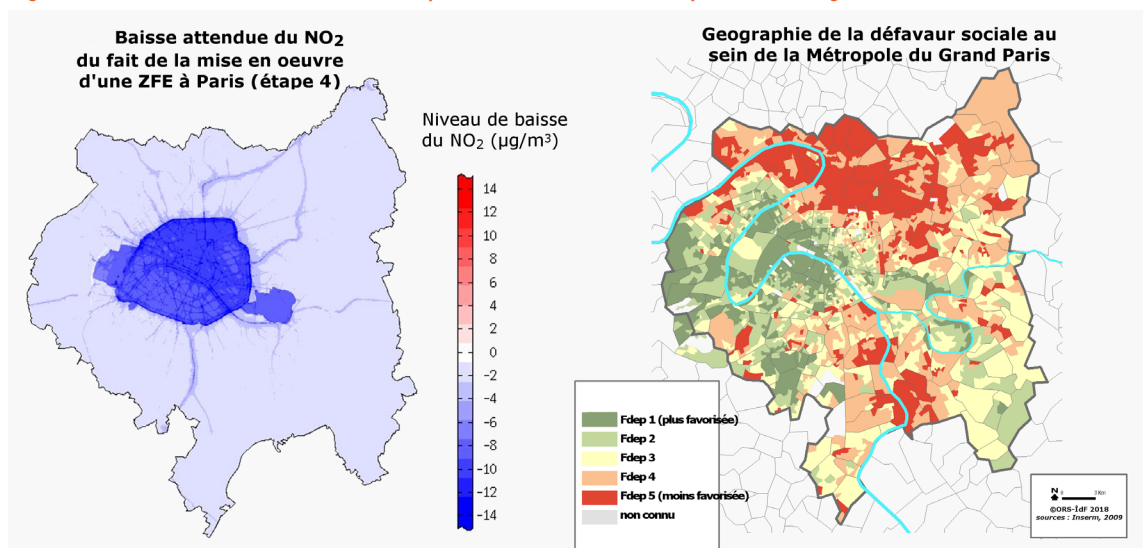 Baisse attendue du NO2
du fait de la mise en oeuvre
d'une ZFE à Paris (étape 4)
Niveau de baisse
du NO2 (µg/m³)
14
12
10
8
6
4
2
0
−2
−4
−6
−8
−10
−12
−14
Geographie de la défavaur sociale au
sein de la Métropole du Grand Paris
Fdep 1 (plus favorisée)
Fdep 2
Fdep 3
Fdep 4
Fdep 5 (moins favorisée)
non connu
N
©ORS-ÎdF 2018
sources : Inserm, 2009